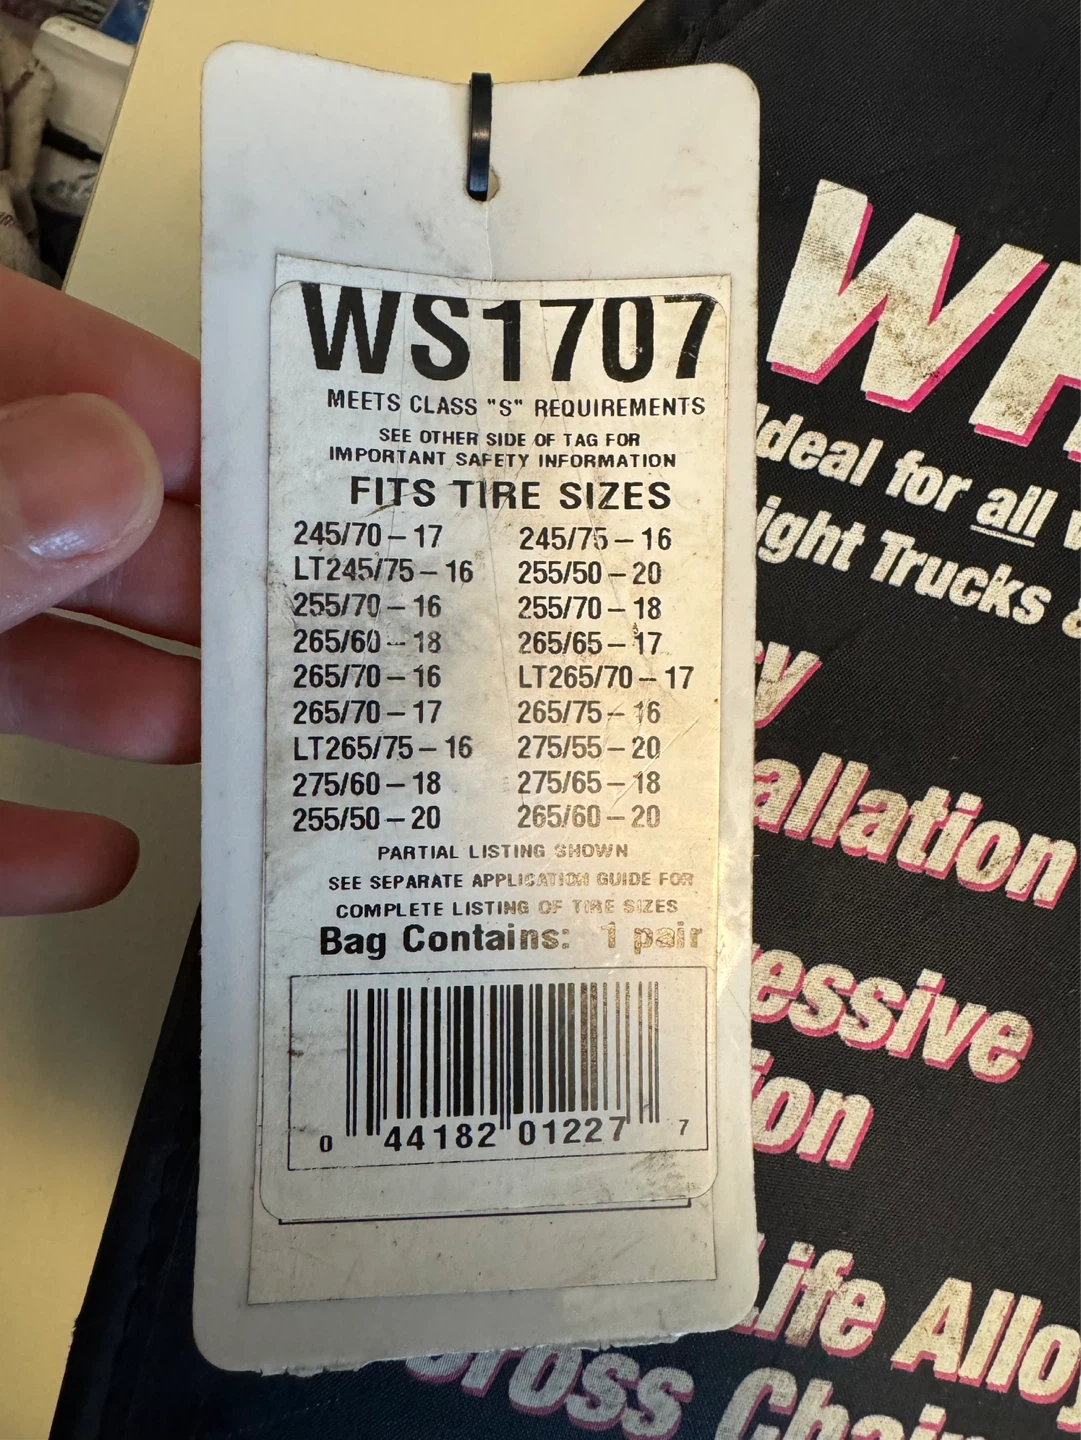 WS1707
MEETS CLASS "S" REQUIREMENTS
SEE OTHER SIDE OF TAG FOR
IMPORTANT SAFETY INFORMATION
FITS TIRE SIZES
245/70-17 245/75-16
LT245/75-16 255/50-20
255/70-16 255/70-18
265/60-18 265/65-17
265/70-16 LT265/70-17
265/70-17 265/75-16
LT265/75-16 275/55-20
275/60-18 275/65-18
255/50-20 265/60-20
PARTIAL LISTING SHOWN
SEE SEPARATE APPLICATION GUIDE FOR
COMPLETE LISTING OF TIRE SIZES
Bag Contains: 1 pair
0 44182 01227 7
Ideal for all
Trucks &
Life Alloy
Cross Chain